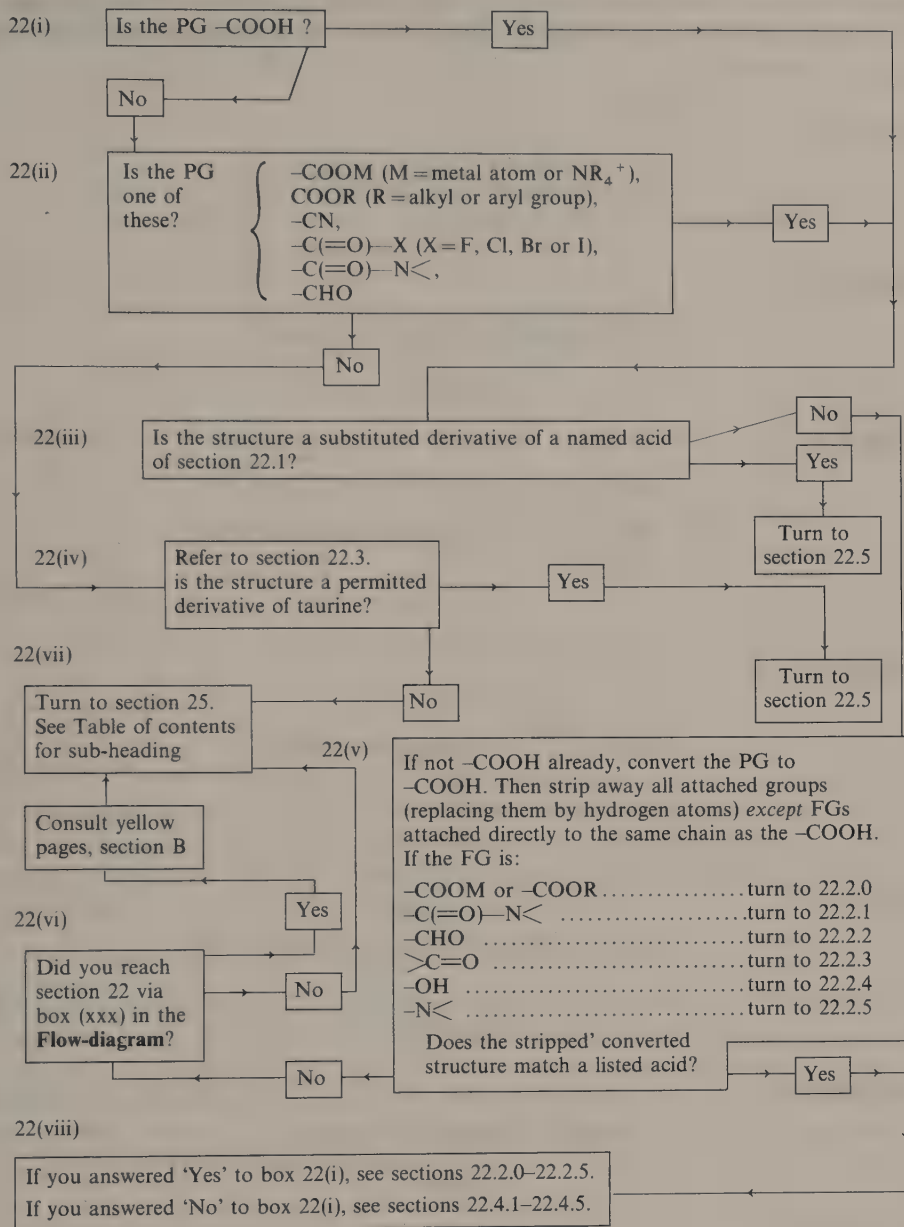 22(i)
Is the PG –COOH ?
Yes
No
22(ii)
Is the PG
one of
these?
–COOM (M=metal atom or NR₄⁺),
COOR (R=alkyl or aryl group),
–CN,
–C(=O)—X (X=F, Cl, Br or I),
–C(=O)—N<,
–CHO
Yes
No
22(iii)
Is the structure a substituted derivative of a named acid
of section 22.1?
No
Yes
Turn to
section 22.5
22(iv)
Refer to section 22.3.
is the structure a permitted
derivative of taurine?
Yes
Turn to
section 22.5
No
22(vii)
Turn to section 25.
See Table of contents
for sub-heading
Consult yellow
pages, section B
Yes
22(vi)
Did you reach
section 22 via
box (xxx) in the
Flow-diagram?
No
22(v)
If not –COOH already, convert the PG to
–COOH. Then strip away all attached groups
(replacing them by hydrogen atoms) except FGs
attached directly to the same chain as the –COOH.
If the FG is:
–COOM or –COOR ................ turn to 22.2.0
–C(=O)—N< ...................... turn to 22.2.1
–CHO ............................ turn to 22.2.2
>C=O ............................ turn to 22.2.3
–OH ............................. turn to 22.2.4
–N< ............................. turn to 22.2.5
Does the stripped' converted
structure match a listed acid?
Yes
No
22(viii)
If you answered 'Yes' to box 22(i), see sections 22.2.0–22.2.5.
If you answered 'No' to box 22(i), see sections 22.4.1–22.4.5.